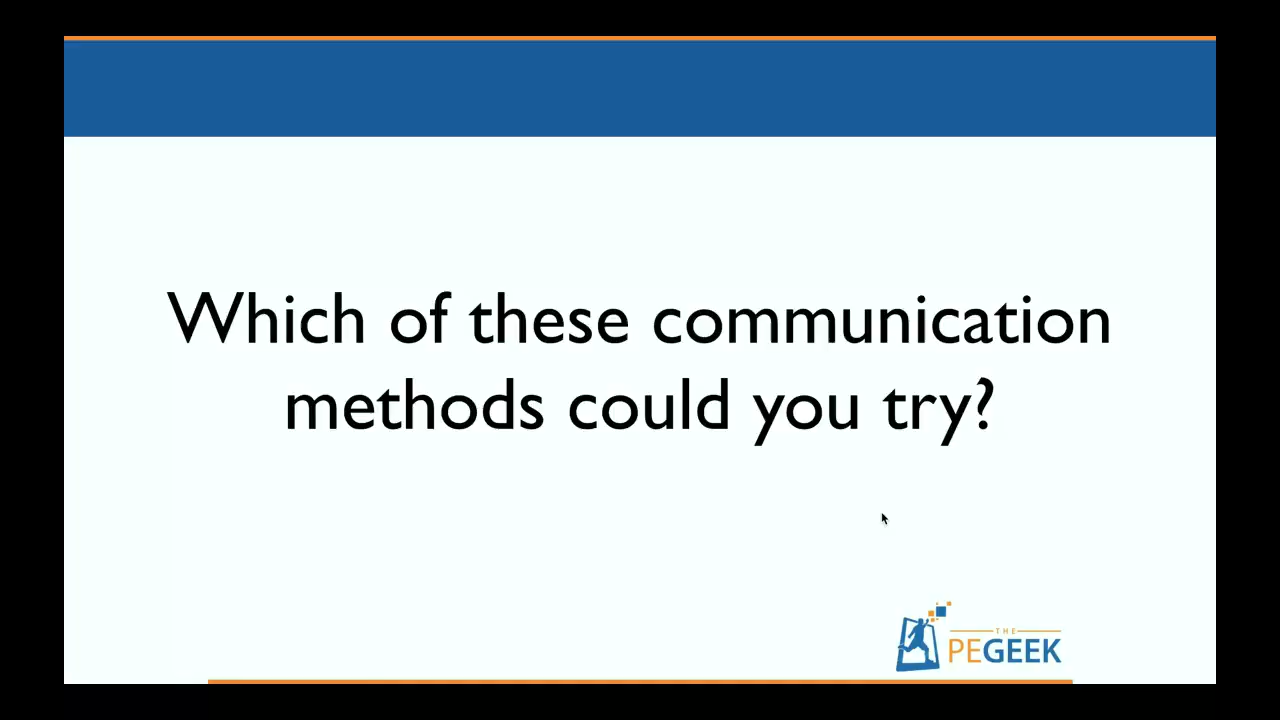 Which of these communication
methods could you try?
THE
PEGEEK